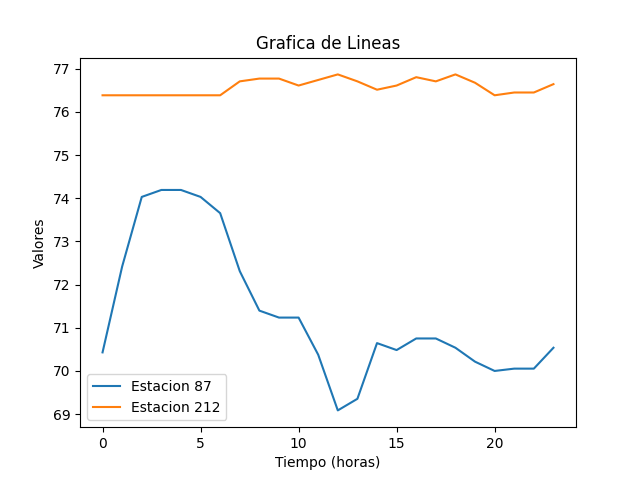 Grafica de Lineas
77
76
75
74
73
72
71
70
69
Valores
Estacion 87
Estacion 212
0
5
10
15
20
Tiempo (horas)